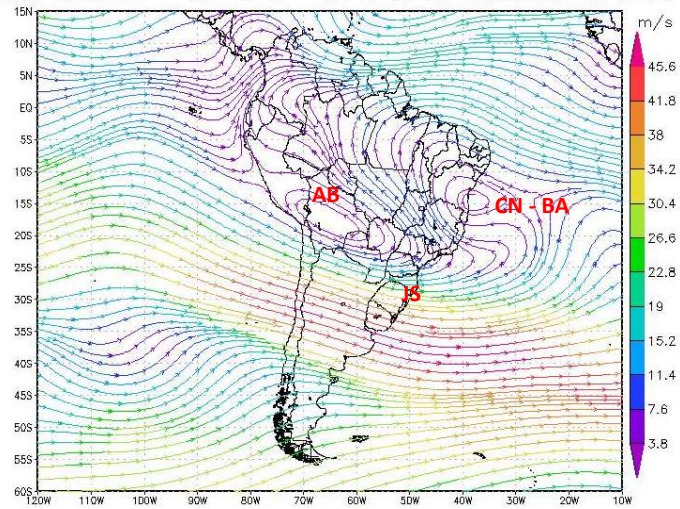 15N
m/s
10N
5N
EQ
5S
10S
15S
20S
25S
30S
35S
40S
45S
50S
55S
60S
120W 110W 100W 90W 80W 70W 60W 50W 40W 30W 20W 10W
45.6
41.8
38
34.2
30.4
26.6
22.8
19
15.2
11.4
7.6
3.8
AB
CN - BA
JS